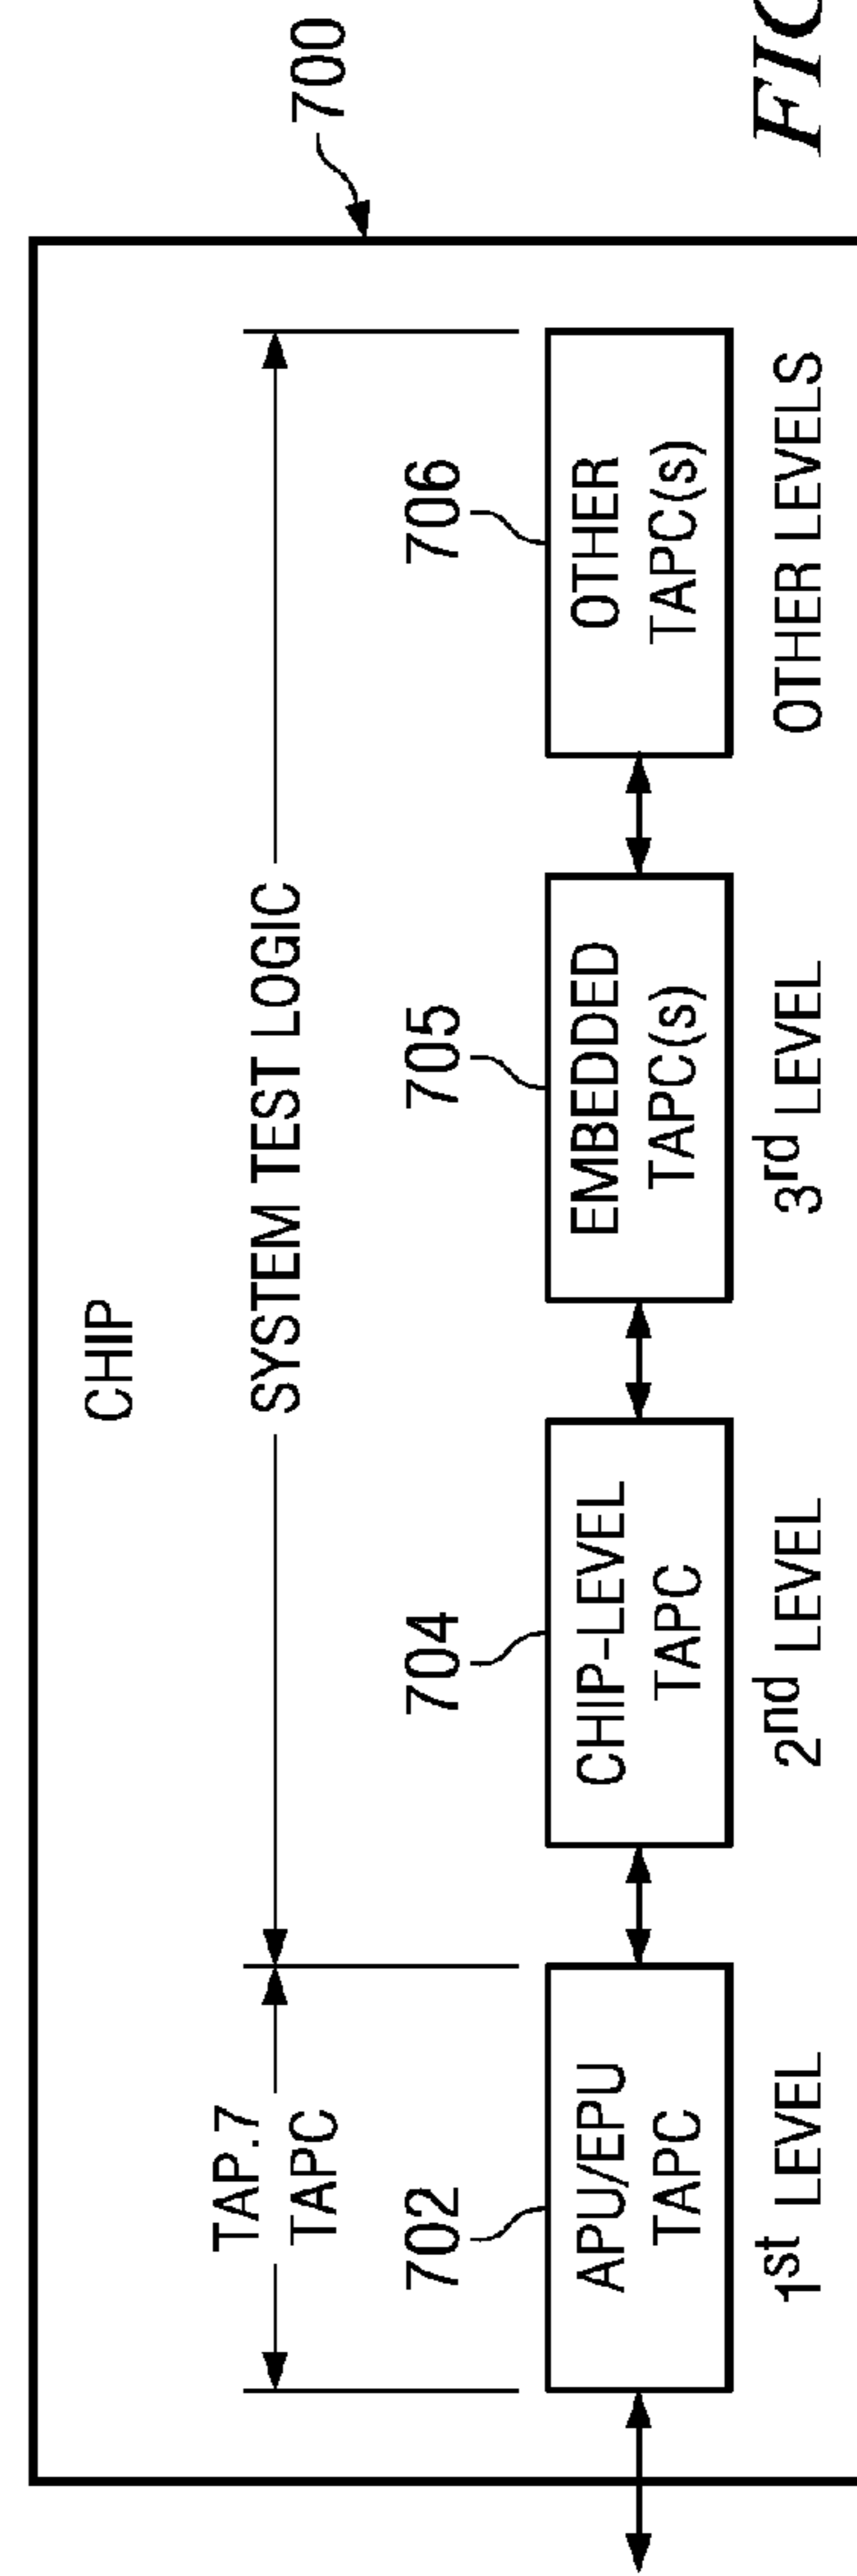 CHIP
700
TAP.7
TAPC
SYSTEM TEST LOGIC
702
704
705
706
APU/EPU
TAPC
CHIP-LEVEL
TAPC
EMBEDDED
TAPC(s)
OTHER
TAPC(s)
1st LEVEL
2nd LEVEL
3rd LEVEL
OTHER LEVELS